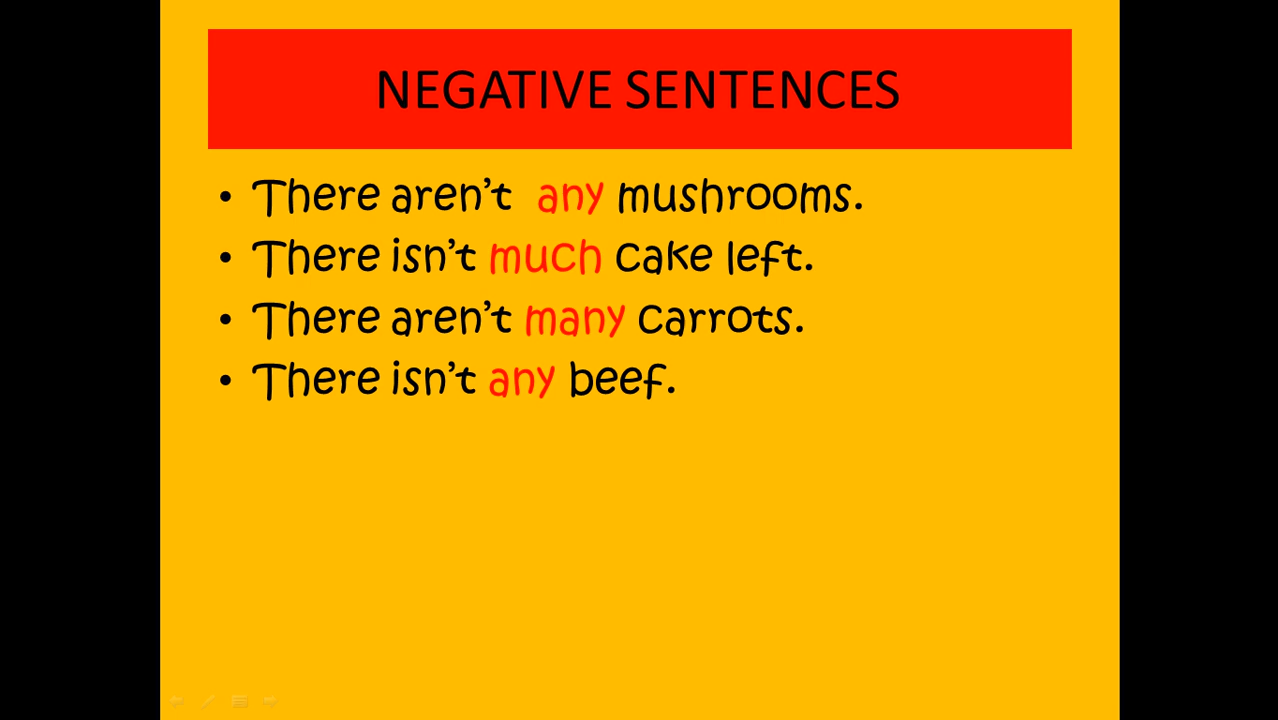 NEGATIVE SENTENCES
• There aren’t  any mushrooms.
• There isn’t much cake left.
• There aren’t many carrots.
• There isn’t any beef.